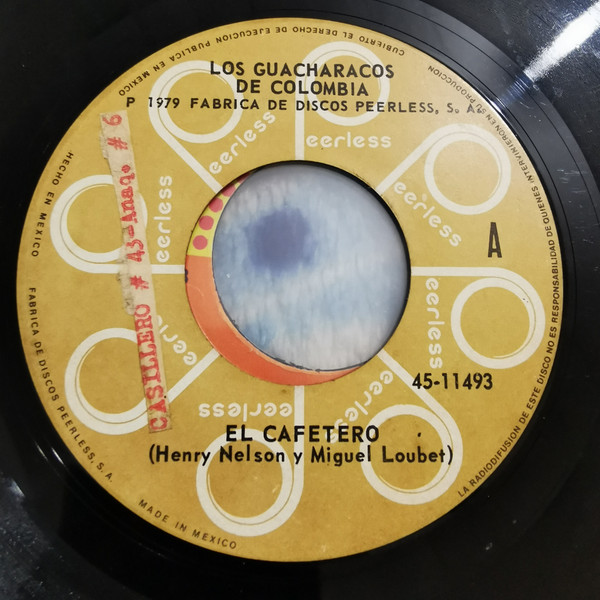 LOS GUACHARACOS
DE COLOMBIA
P 1979 FABRICA DE DISCOS PEERLESS, S. A.
A
45-11493
EL CAFETERO
(Henry Nelson y Miguel Loubet)
CASILLERO # 43-Anaq. # 6
eerless
eerless
eerless
eerless
eerless
eerless
eerless
eerless
HECHO EN MEXICO
FABRICA DE DISCOS PEERLESS, S.A.
MADE IN MEXICO
CUBIERTO EL DERECHO DE EJECUCION PUBLICA EN MEXICO
LA RADIODIFUSION DE ESTE DISCO NO ES RESPONSABILIDAD DE QUIENES INTERVINIERON EN SU PRODUCCION